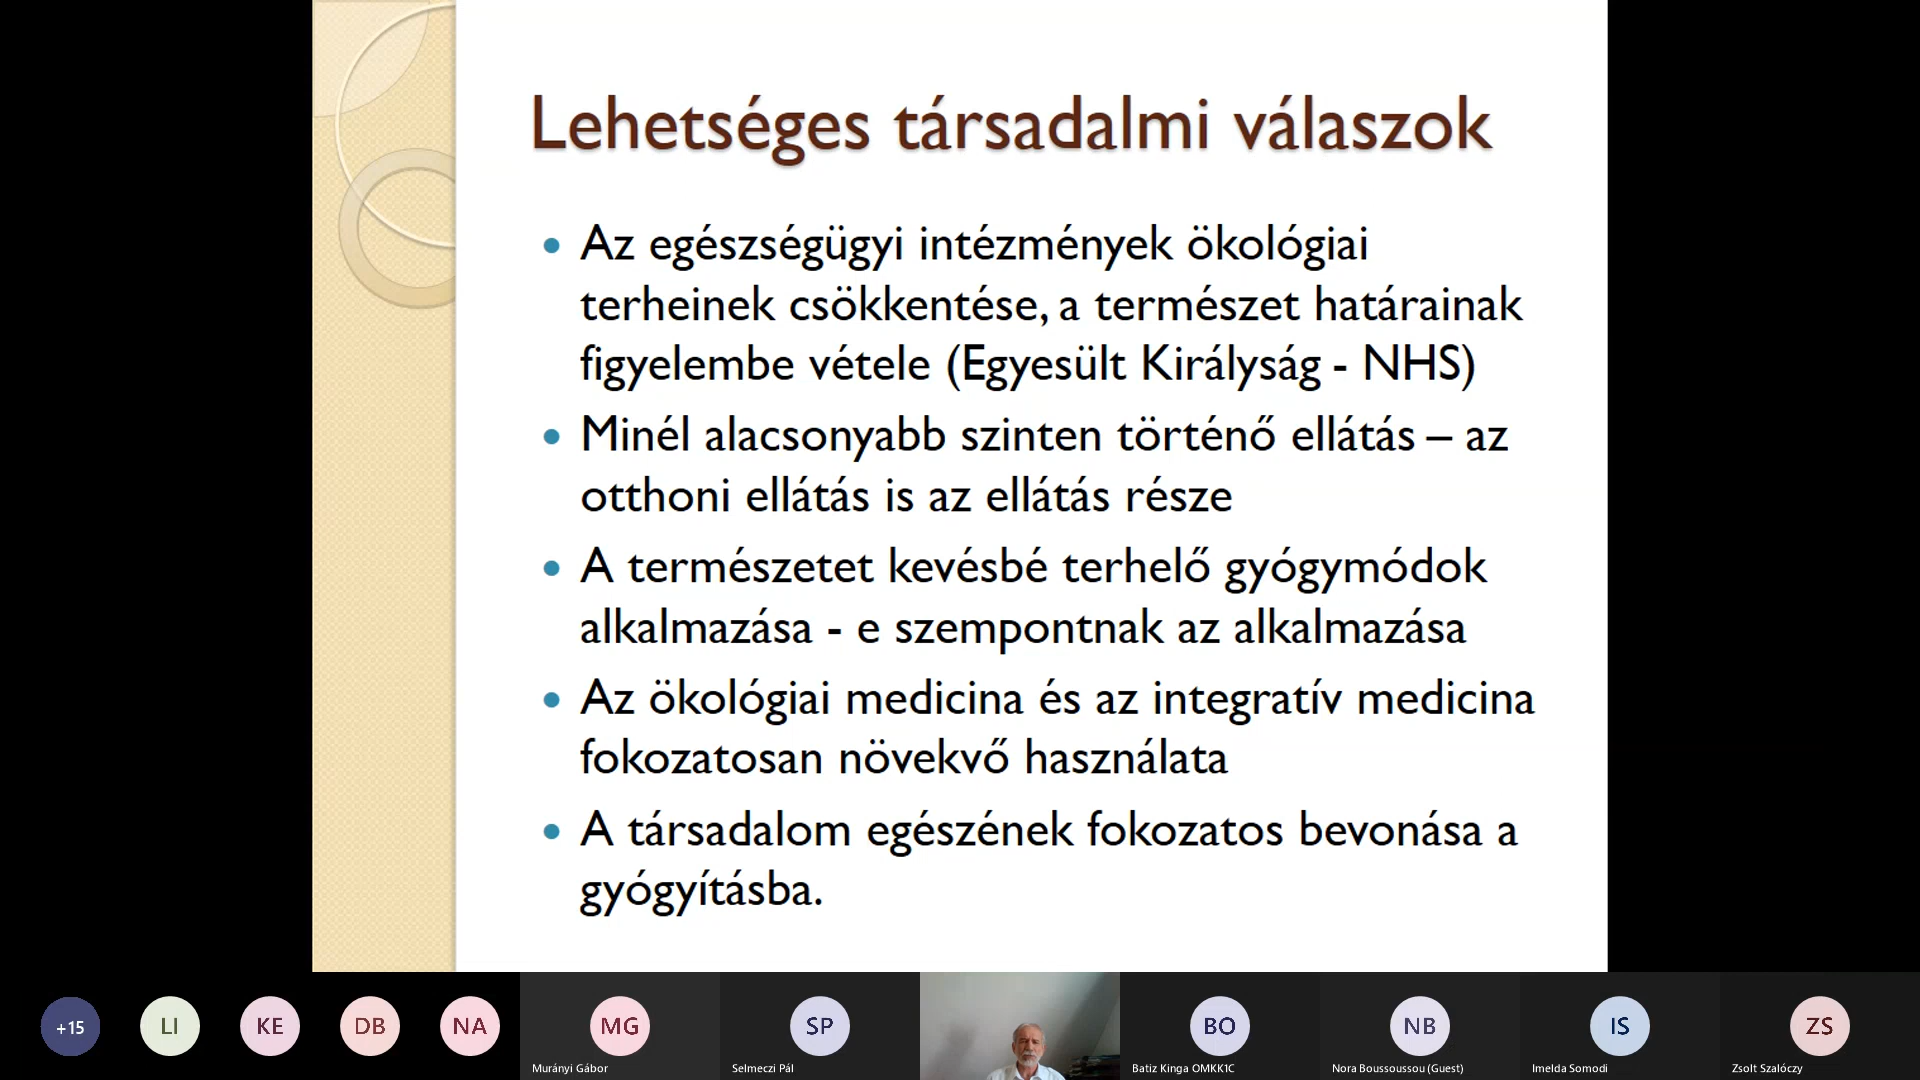 Lehetséges társadalmi válaszok
• Az egészségügyi intézmények ökológiai
terheinek csökkentése, a természet határainak
figyelembe vétele (Egyesült Királyság - NHS)
• Minél alacsonyabb szinten történő ellátás – az
otthoni ellátás is az ellátás része
• A természetet kevésbé terhelő gyógymódok
alkalmazása - e szempontnak az alkalmazása
• Az ökológiai medicina és az integratív medicina
fokozatosan növekvő használata
• A társadalom egészének fokozatos bevonása a
gyógyításba.
+15
LI
KE
DB
NA
MG
Murányi Gábor
SP
Selmeczi Pál
BO
Batiz Kinga OMKK1C
NB
Nora Boussoussou (Guest)
IS
Imelda Somodi
ZS
Zsolt Szalóczy